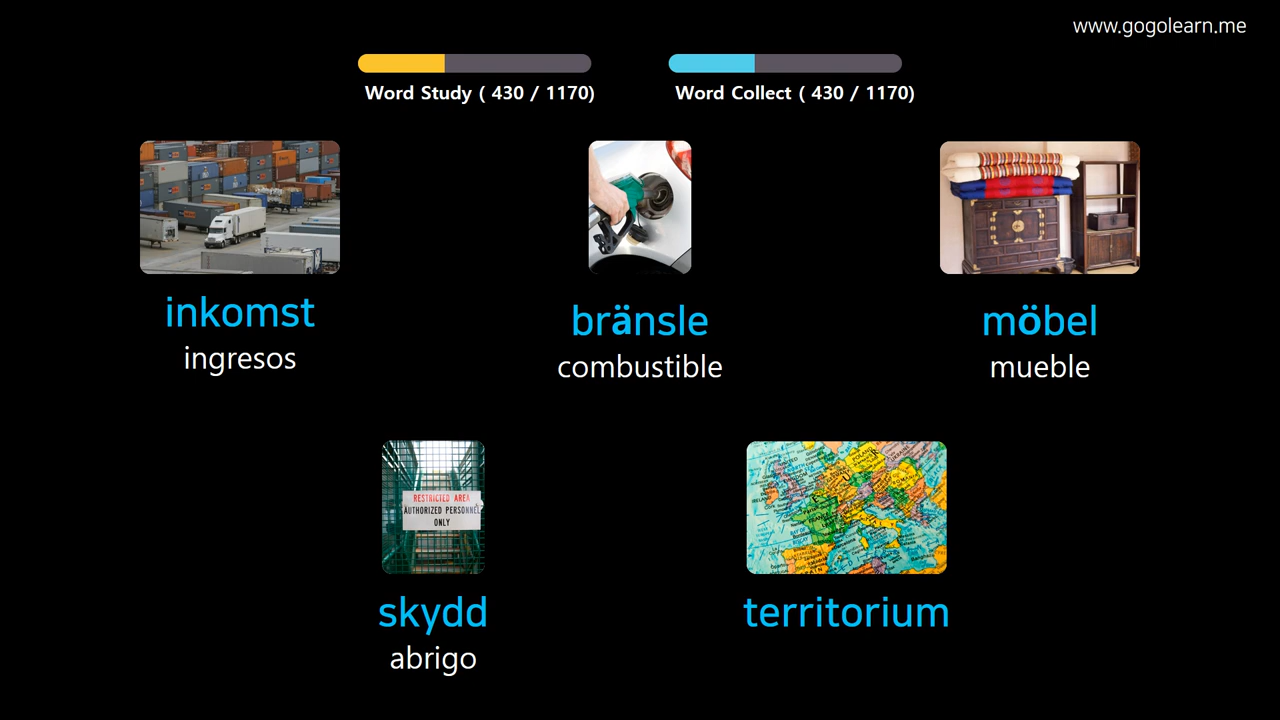 www.gogolearn.me
Word Study ( 430 / 1170)
Word Collect ( 430 / 1170)
inkomst
ingresos
bränsle
combustible
möbel
mueble
RESTRICTED AREA
AUTHORIZED PERSONNEL
ONLY
skydd
abrigo
territorium